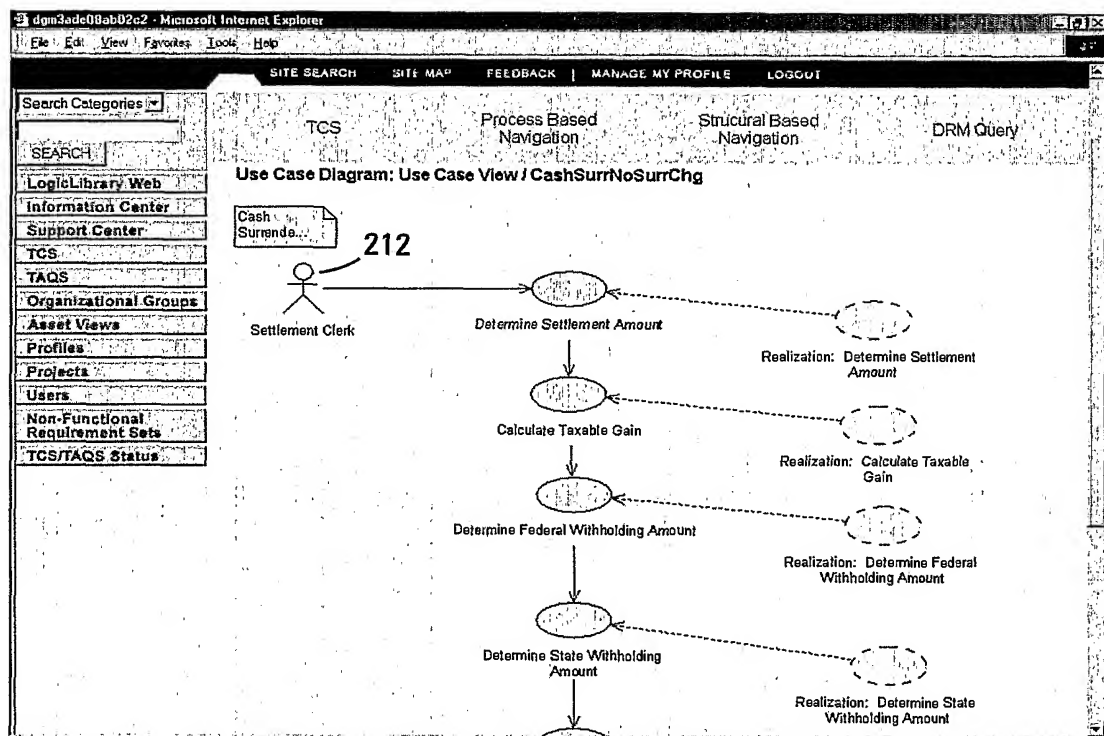 dgm3adc08ab02c2 - Microsoft Internet Explorer
File Edit View Favorites Tools Help
SITE SEARCH SITE MAP FEEDBACK | MANAGE MY PROFILE LOGOUT
Search Categories
SEARCH
LogicLibrary Web
Information Center
Support Center
TCS
TAQS
Organizational Groups
Asset Views
Profiles
Projects
Users
Non-Functional
Requirement Sets
TCS/TAQS Status
TCS
Process Based
Navigation
Strucural Based
Navigation
DRM Query
Use Case Diagram: Use Case View / CashSurrNoSurrChg
Cash
Surrende...
212
Settlement Clerk
Determine Settlement Amount
Realization: Determine Settlement
Amount
Calculate Taxable Gain
Realization: Calculate Taxable
Gain
Determine Federal Withholding Amount
Realization: Determine Federal
Withholding Amount
Determine State Withholding
Amount
Realization: Determine State
Withholding Amount